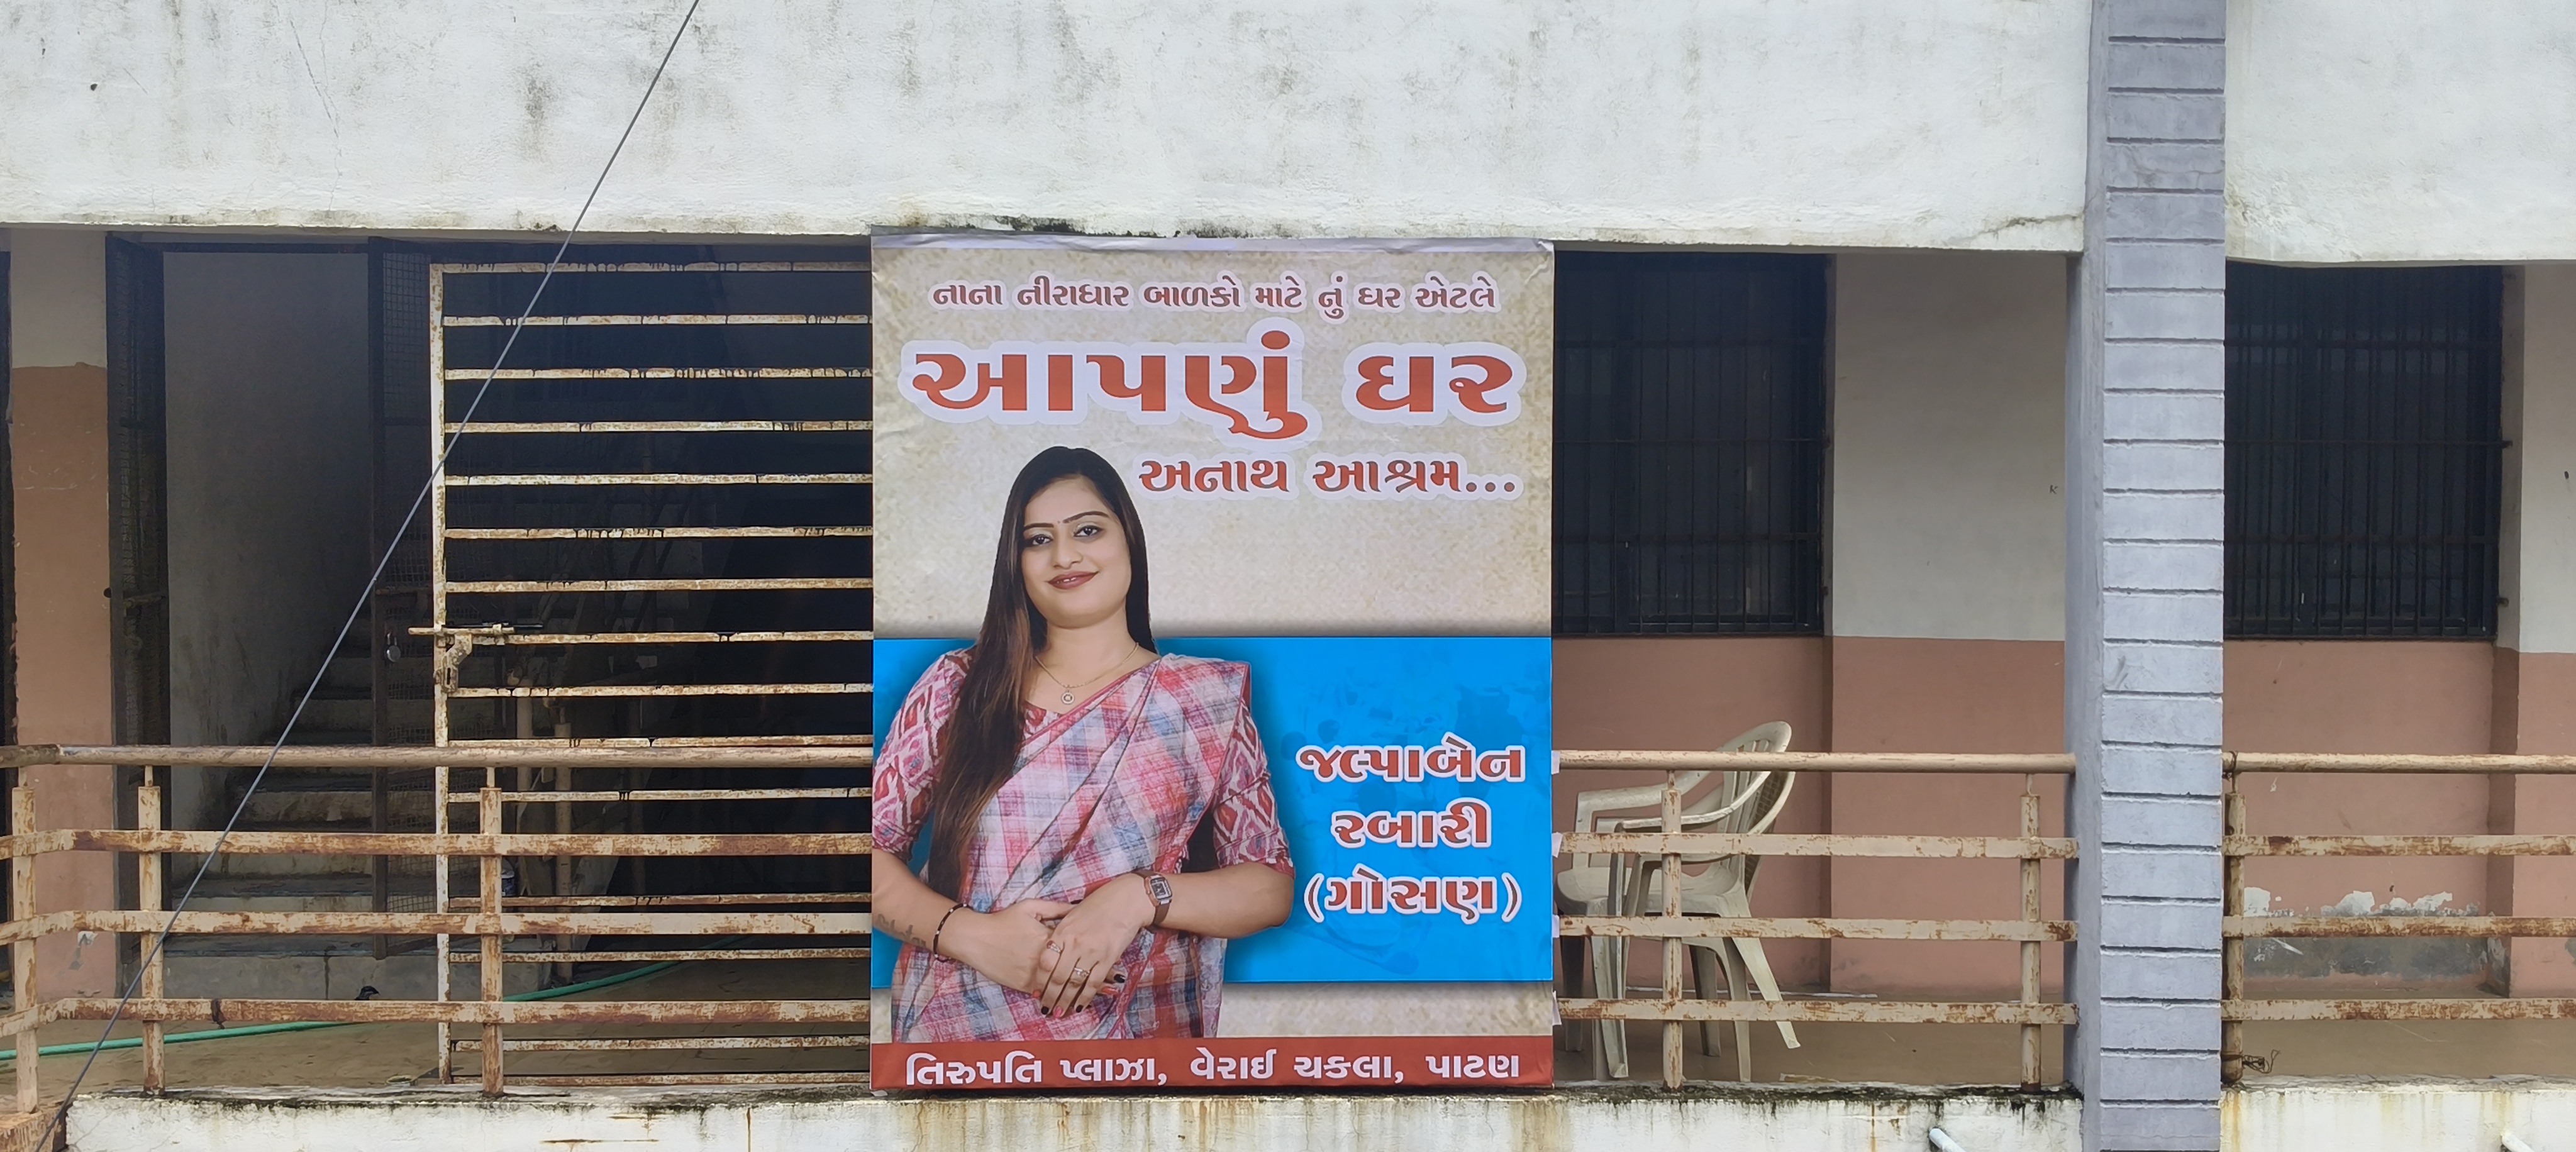 નાના નીરાધાર બાળકો માટે નું ઘર એટલે
આપણું ઘર
અનાથ આશ્રમ...
જલ્પાબેન
રબારી
(ગોસણ)
તિરુપતિ પ્લાઝા, વેરાઈ ચકલા, પાટણ